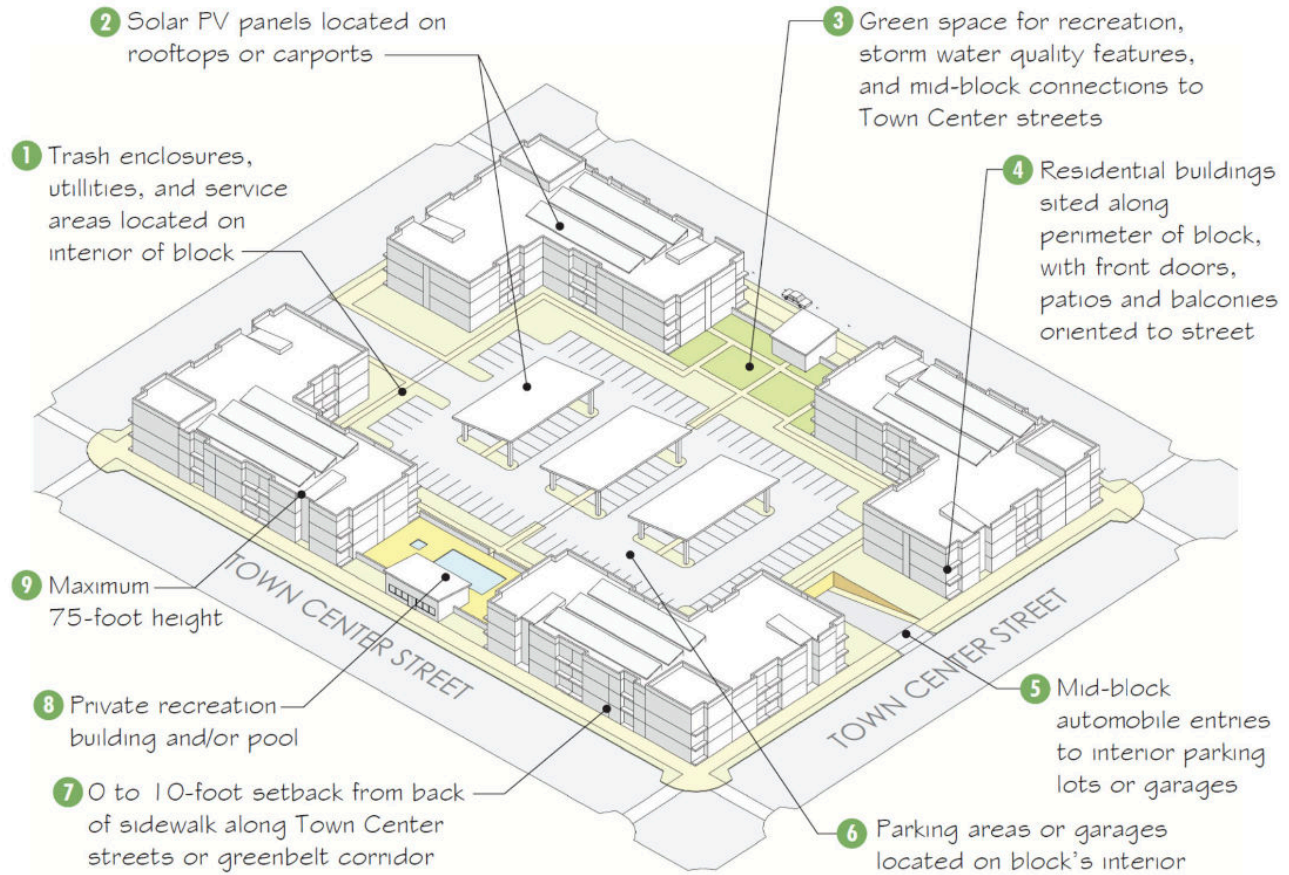 2 Solar PV panels located on
rooftops or carports
3 Green space for recreation,
storm water quality features,
and mid-block connections to
Town Center streets
1 Trash enclosures,
utillities, and service
areas located on
interior of block
4 Residential buildings
sited along
perimeter of block,
with front doors,
patios and balconies
oriented to street
9 Maximum
75-foot height
TOWN CENTER STREET
TOWN CENTER STREET
8 Private recreation
building and/or pool
5 Mid-block
automobile entries
to interior parking
lots or garages
7 0 to 10-foot setback from back
of sidewalk along Town Center
streets or greenbelt corridor
6 Parking areas or garages
located on block's interior